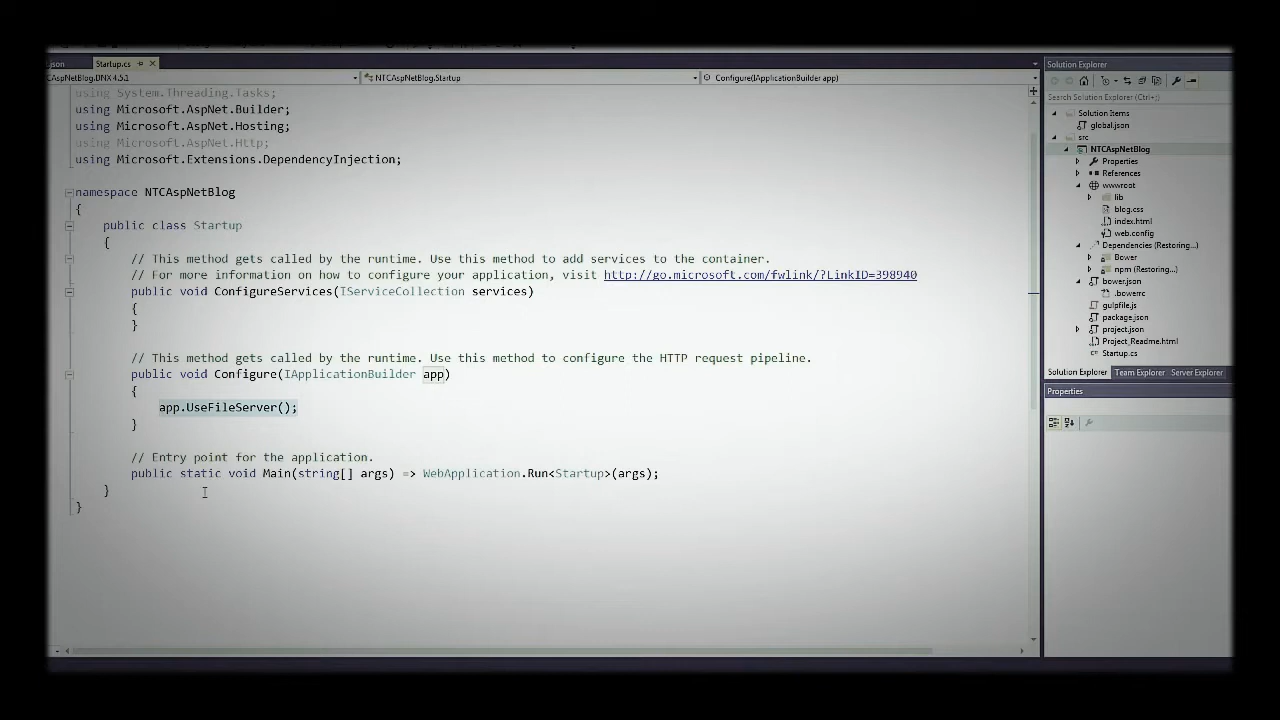 .json
Startup.cs
CAspNetBlog.DNX 4.5.1
NTCAspNetBlog.Startup
Configure(IApplicationBuilder app)
using System.Threading.Tasks;
using Microsoft.AspNet.Builder;
using Microsoft.AspNet.Hosting;
using Microsoft.AspNet.Http;
using Microsoft.Extensions.DependencyInjection;
namespace NTCAspNetBlog
{
public class Startup
{
// This method gets called by the runtime. Use this method to add services to the container.
// For more information on how to configure your application, visit http://go.microsoft.com/fwlink/?LinkID=398940
public void ConfigureServices(IServiceCollection services)
{
}
// This method gets called by the runtime. Use this method to configure the HTTP request pipeline.
public void Configure(IApplicationBuilder app)
{
app.UseFileServer();
}
// Entry point for the application.
public static void Main(string[] args) => WebApplication.Run<Startup>(args);
}
}
Solution Explorer
Search Solution Explorer (Ctrl+;)
Solution Items
global.json
src
NTCAspNetBlog
Properties
References
wwwroot
lib
blog.css
index.html
web.config
Dependencies (Restoring...)
Bower
npm (Restoring...)
bower.json
.bowerrc
gulpfile.js
package.json
project.json
Project_Readme.html
Startup.cs
Solution Explorer
Team Explorer
Server Explorer
Properties